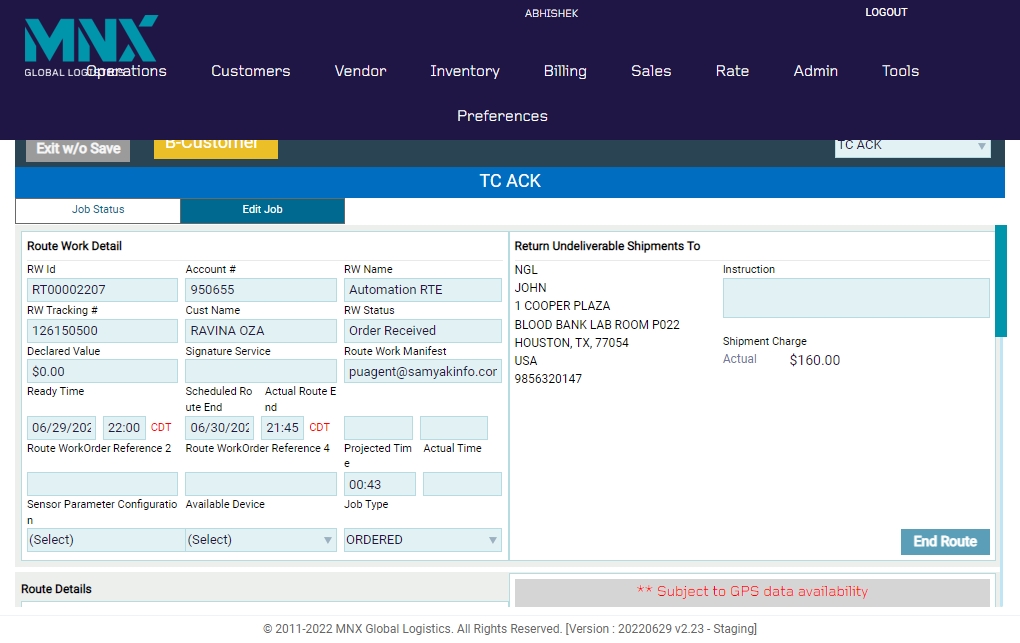 ABHISHEK
LOGOUT
MNX
GLOBAL LOGISTICS
Operations Customers Vendor Inventory Billing Sales Rate Admin Tools
Preferences
Exit w/o Save B-Customer TC ACK
TC ACK
Job Status Edit Job
Route Work Detail
RW Id Account # RW Name
RT00002207 950655 Automation RTE
RW Tracking # Cust Name RW Status
126150500 RAVINA OZA Order Received
Declared Value Signature Service Route Work Manifest
$0.00 puagent@samyakinfo.cor
Ready Time Scheduled Ro Actual Route E
ute End nd
06/29/202 22:00 CDT 06/30/202 21:45 CDT
Route WorkOrder Reference 2 Route WorkOrder Reference 4 Projected Tim Actual Time
e
00:43
Sensor Parameter Configuratio Available Device Job Type
n
(Select) (Select) ORDERED
Return Undeliverable Shipments To
NGL
JOHN
1 COOPER PLAZA
BLOOD BANK LAB ROOM P022
HOUSTON, TX, 77054
USA
9856320147
Instruction
Shipment Charge
Actual $160.00
End Route
Route Details
** Subject to GPS data availability
© 2011-2022 MNX Global Logistics. All Rights Reserved. [Version : 20220629 v2.23 - Staging]